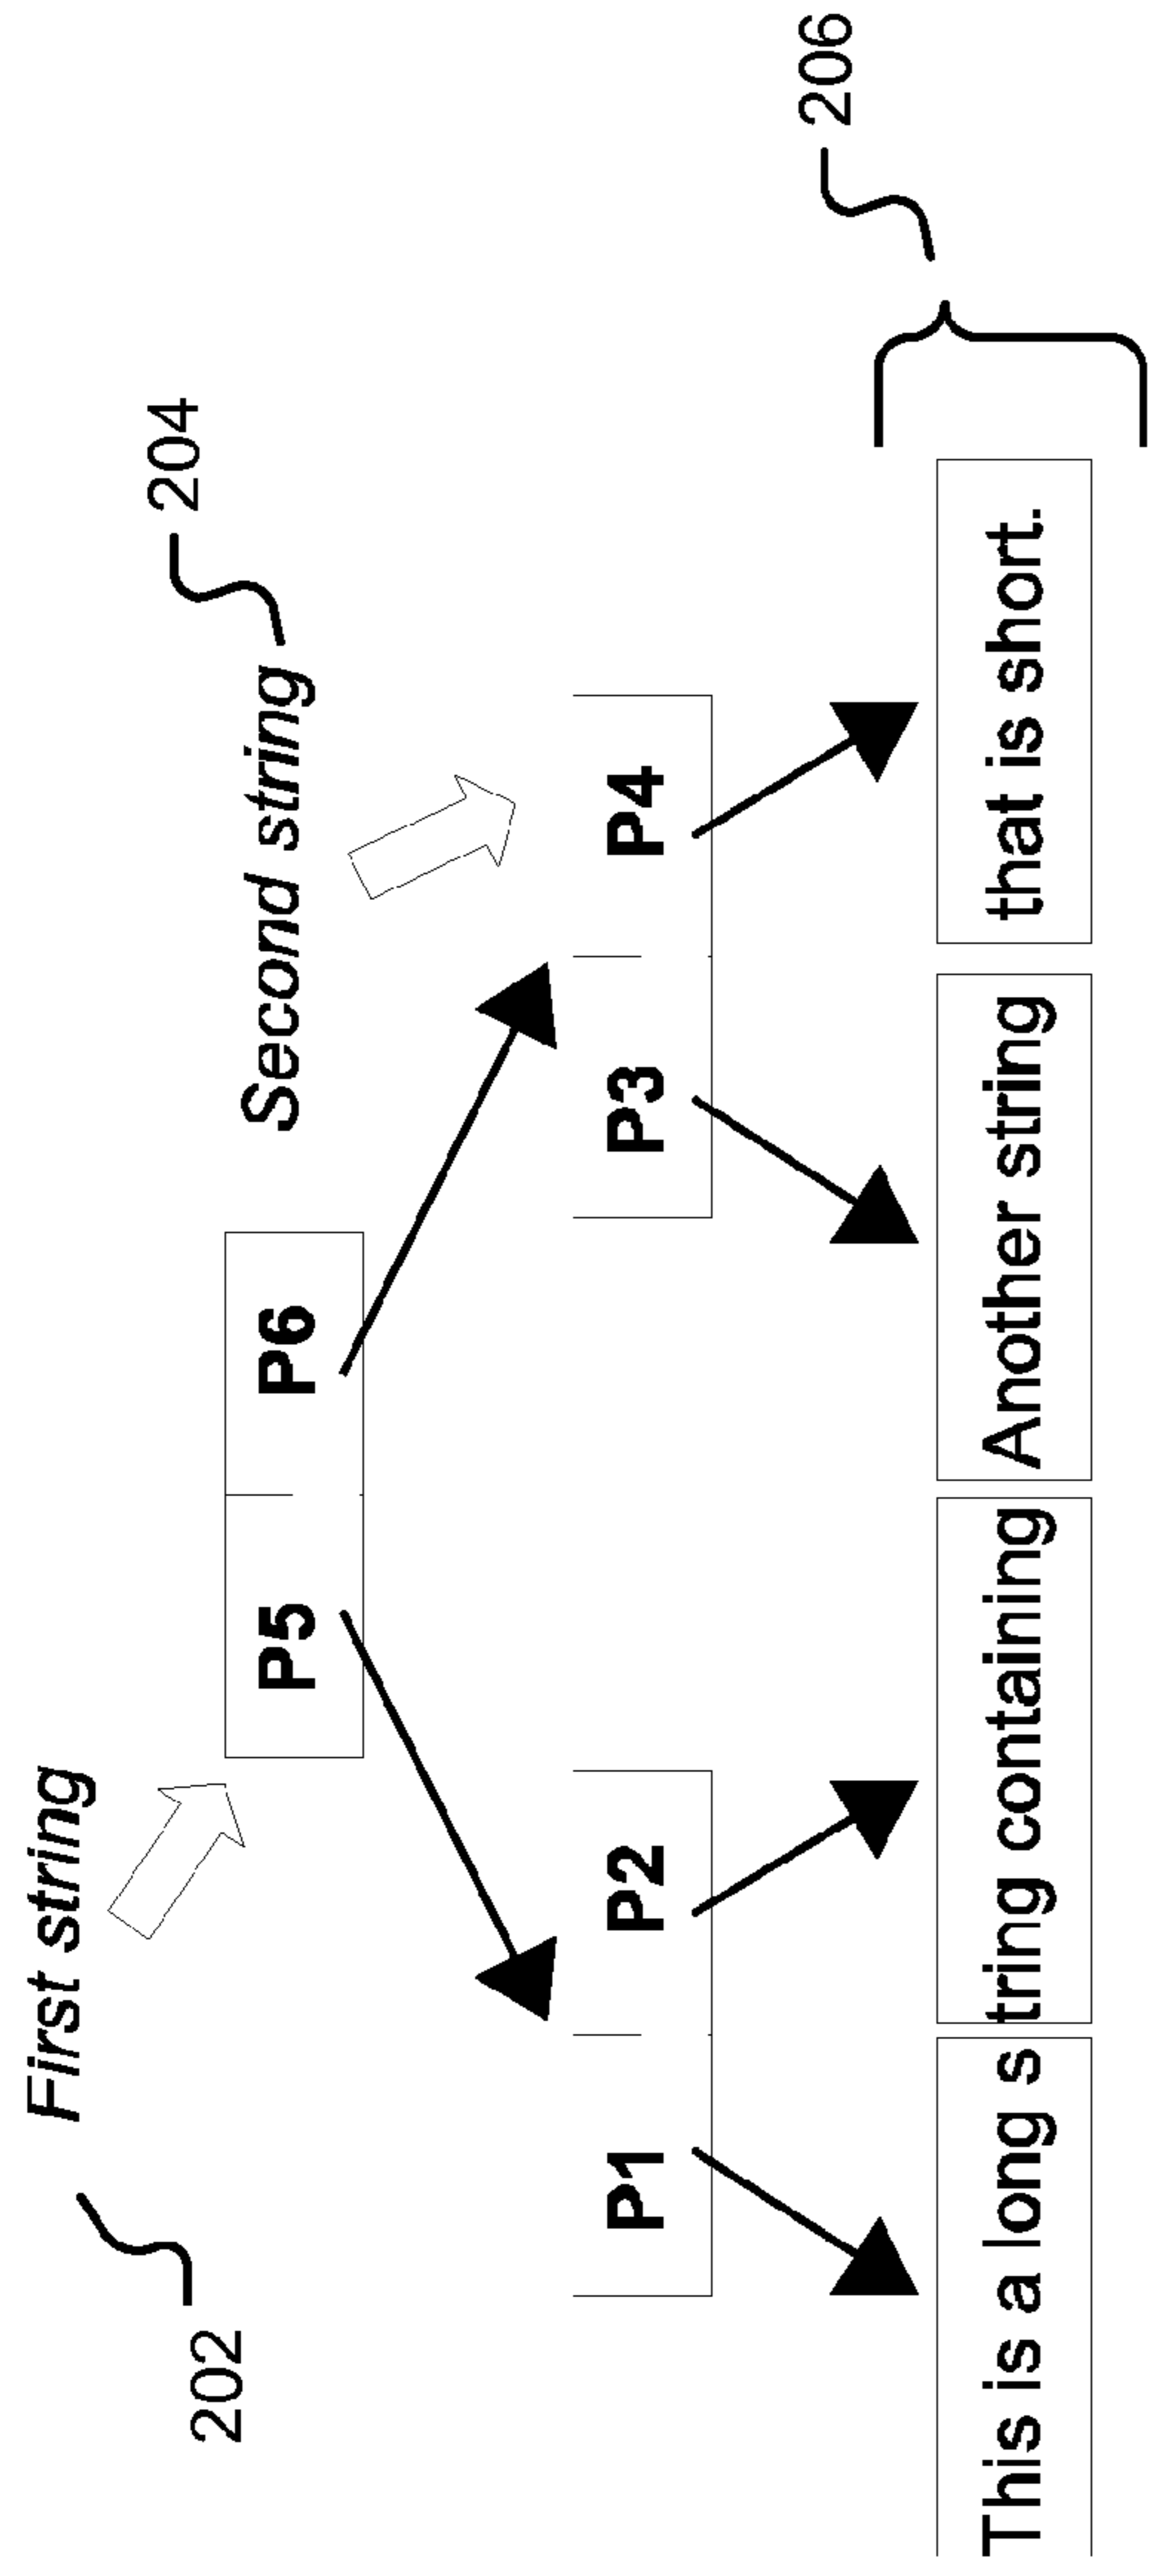 First string
202
204
Second string
P5 P6
P1 P2 P3 P4
206
This is a long s tring containing Another string that is short.